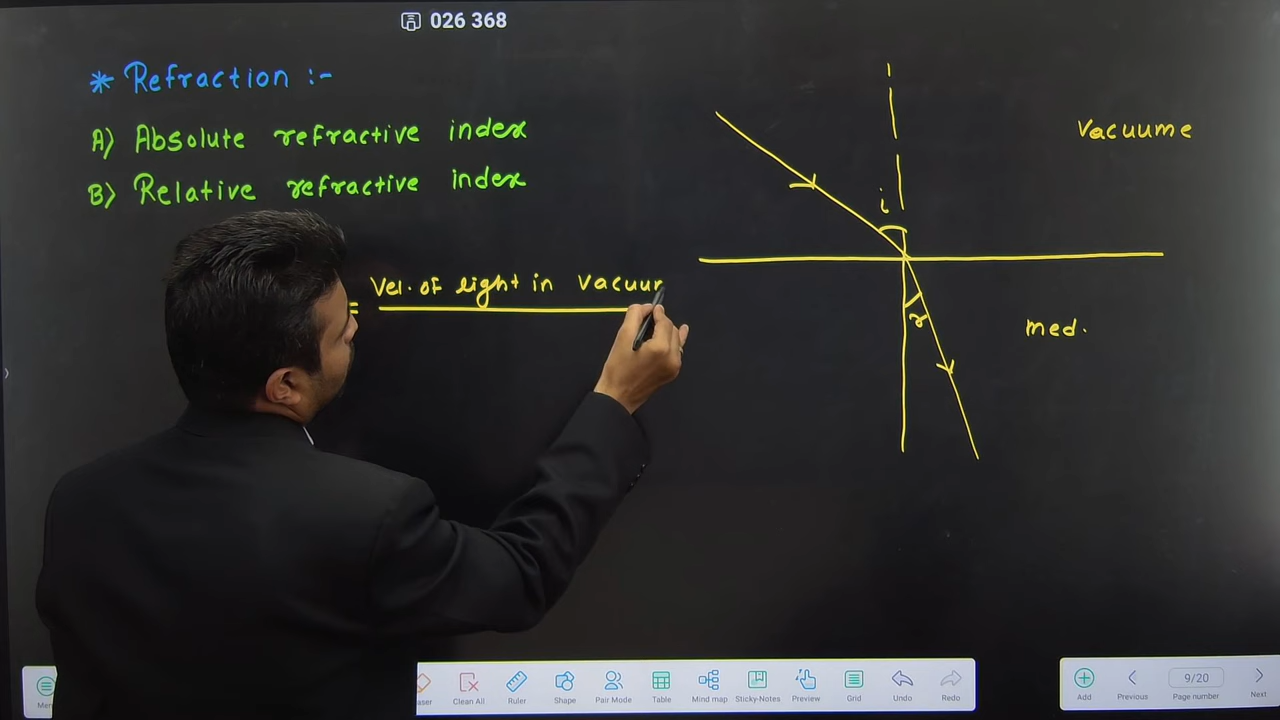 026 368
* Refraction :-
A) Absolute refractive index
B) Relative refractive index
= Vel. of light in vacuu
Vacuume
i
r
med.
Clean All
Ruler
Shape
Pair Mode
Table
Mind map
Sticky-Notes
Preview
Grid
Undo
Redo
Add
Previous
9/20
Page number
Next